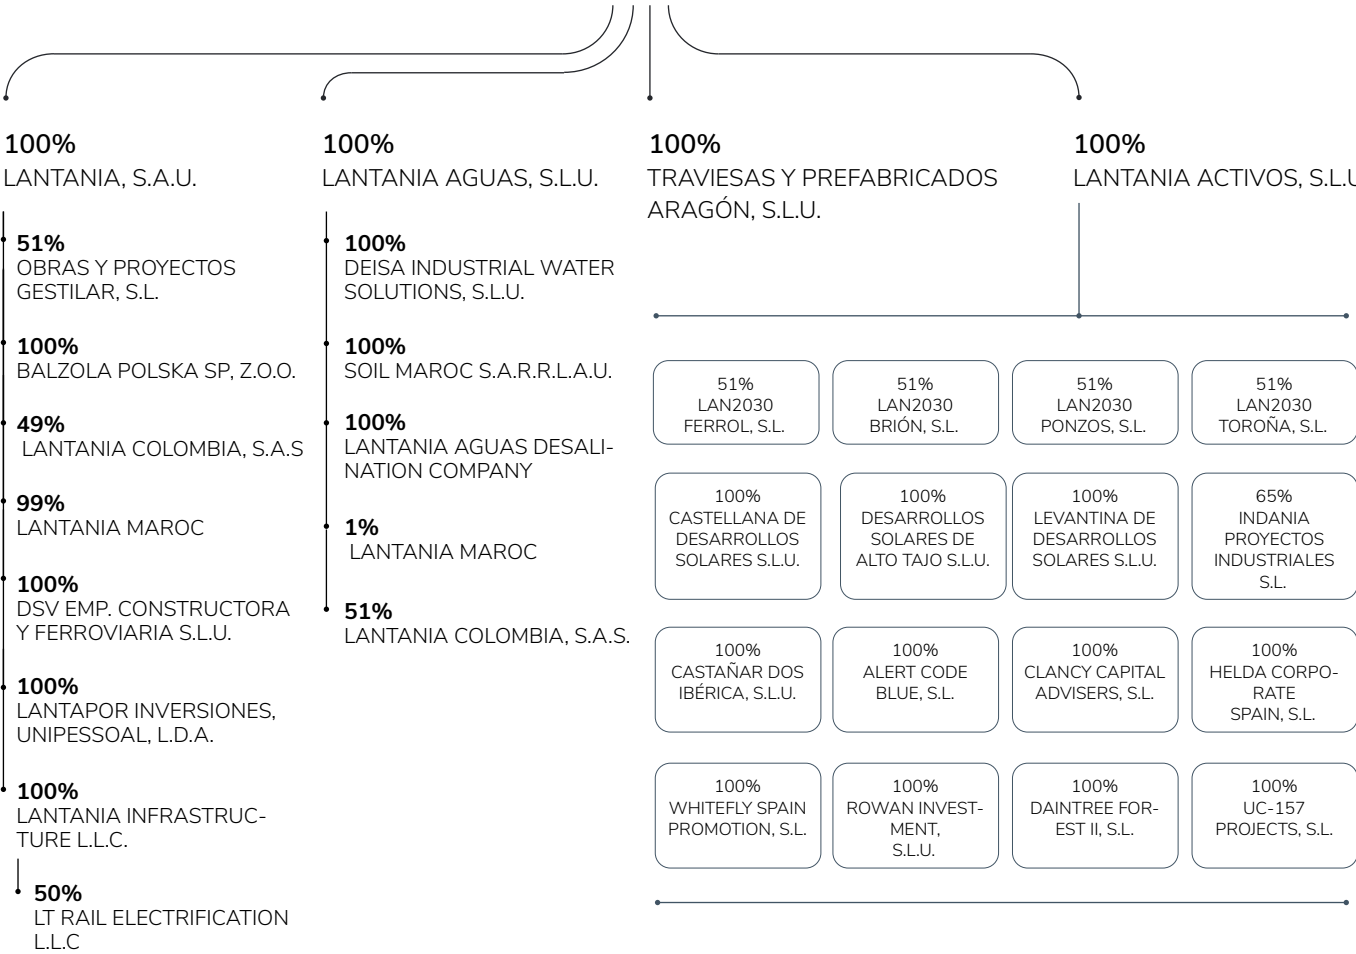 100%
LANTANIA, S.A.U.
51%
OBRAS Y PROYECTOS
GESTILAR, S.L.
100%
BALZOLA POLSKA SP, Z.O.O.
49%
LANTANIA COLOMBIA, S.A.S
99%
LANTANIA MAROC
100%
DSV EMP. CONSTRUCTORA
Y FERROVIARIA S.L.U.
100%
LANTAPOR INVERSIONES,
UNIPESSOAL, L.D.A.
100%
LANTANIA INFRASTRUC-
TURE L.L.C.
50%
LT RAIL ELECTRIFICATION
L.L.C
100%
LANTANIA AGUAS, S.L.U.
100%
DEISA INDUSTRIAL WATER
SOLUTIONS, S.L.U.
100%
SOIL MAROC S.A.R.R.L.A.U.
100%
LANTANIA AGUAS DESALI-
NATION COMPANY
1%
LANTANIA MAROC
51%
LANTANIA COLOMBIA, S.A.S.
100%
TRAVIESAS Y PREFABRICADOS
ARAGÓN, S.L.U.
100%
LANTANIA ACTIVOS, S.L.U
51%
LAN2030
FERROL, S.L.
51%
LAN2030
BRIÓN, S.L.
51%
LAN2030
PONZOS, S.L.
51%
LAN2030
TOROÑA, S.L.
100%
CASTELLANA DE
DESARROLLOS
SOLARES S.L.U.
100%
DESARROLLOS
SOLARES DE
ALTO TAJO S.L.U.
100%
LEVANTINA DE
DESARROLLOS
SOLARES S.L.U.
65%
INDANIA
PROYECTOS
INDUSTRIALES
S.L.
100%
CASTAÑAR DOS
IBÉRICA, S.L.U.
100%
ALERT CODE
BLUE, S.L.
100%
CLANCY CAPITAL
ADVISERS, S.L.
100%
HELDA CORPO-
RATE
SPAIN, S.L.
100%
WHITEFLY SPAIN
PROMOTION, S.L.
100%
ROWAN INVEST-
MENT,
S.L.U.
100%
DAINTREE FOR-
EST II, S.L.
100%
UC-157
PROJECTS, S.L.